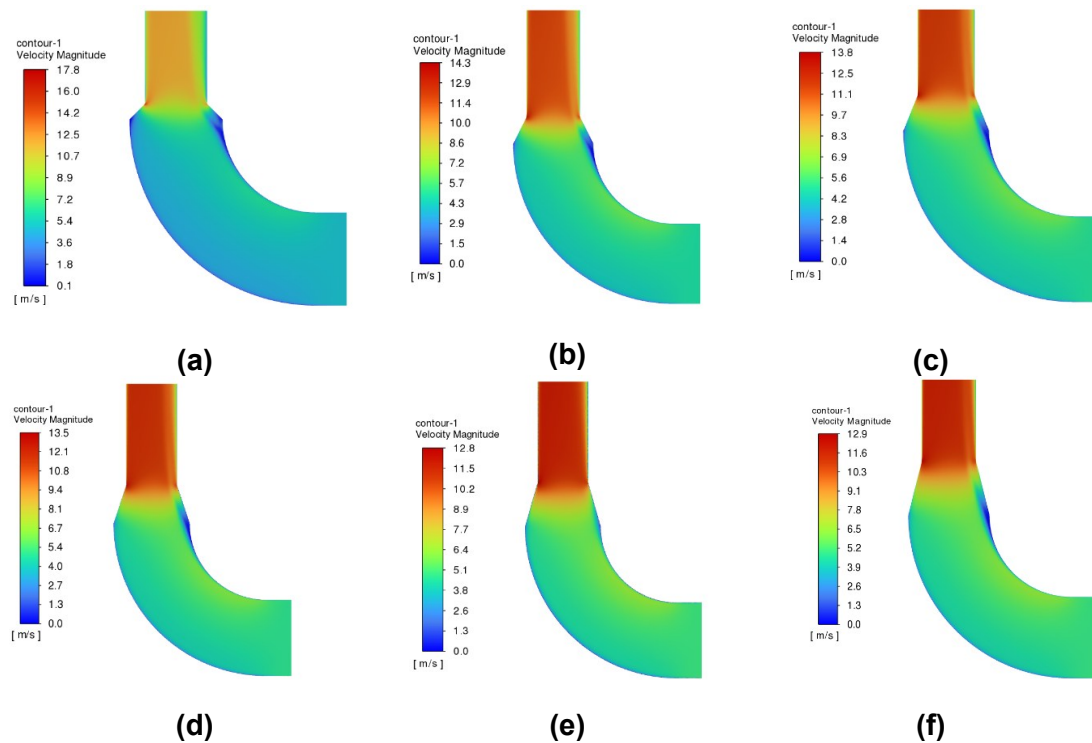 contour-1
Velocity Magnitude
17.8
16.0
14.2
12.5
10.7
8.9
7.2
5.4
3.6
1.8
0.1
[ m/s ]
(a)
contour-1
Velocity Magnitude
14.3
12.9
11.4
10.0
8.6
7.2
5.7
4.3
2.9
1.5
0.0
[ m/s ]
(b)
contour-1
Velocity Magnitude
13.8
12.5
11.1
9.7
8.3
6.9
5.6
4.2
2.8
1.4
0.0
[ m/s ]
(c)
contour-1
Velocity Magnitude
13.5
12.1
10.8
9.4
8.1
6.7
5.4
4.0
2.7
1.3
0.0
[ m/s ]
(d)
contour-1
Velocity Magnitude
12.8
11.5
10.2
8.9
7.7
6.4
5.1
3.8
2.6
1.3
0.0
[ m/s ]
(e)
contour-1
Velocity Magnitude
12.9
11.6
10.3
9.1
7.8
6.5
5.2
3.9
2.6
1.3
0.0
[ m/s ]
(f)